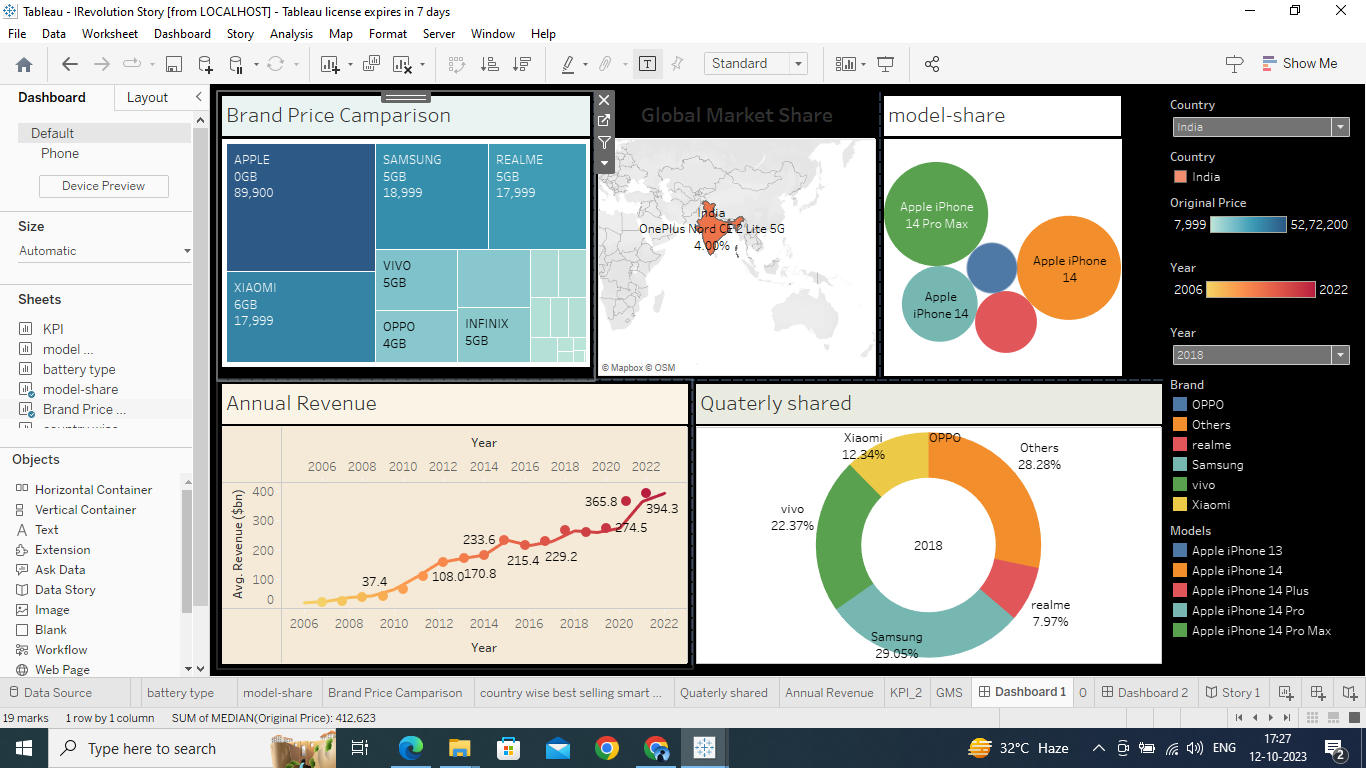 Tableau - IRevolution Story [from LOCALHOST] - Tableau license expires in 7 days
File Data Worksheet Dashboard Story Analysis Map Format Server Window Help
Standard
Show Me
Dashboard Layout
Default
Phone
Device Preview
Size
Automatic
Sheets
KPI
model ...
battery type
model-share
Brand Price ...
Objects
Horizontal Container
Vertical Container
Text
Extension
Ask Data
Data Story
Image
Blank
Workflow
Web Page
Brand Price Camparison
APPLE
0GB
89,900
SAMSUNG
5GB
18,999
REALME
5GB
17,999
XIAOMI
6GB
17,999
VIVO
5GB
OPPO
4GB
INFINIX
5GB
Global Market Share
India
OnePlus Nord CE 2 Lite 5G
4.00%
© Mapbox © OSM
model-share
Apple iPhone
14 Pro Max
Apple iPhone
14
Apple
iPhone 14
Country
India
Country
India
Original Price
7,999 52,72,200
Year
2006 2022
Year
2018
Brand
OPPO
Others
realme
Samsung
vivo
Xiaomi
Models
Apple iPhone 13
Apple iPhone 14
Apple iPhone 14 Plus
Apple iPhone 14 Pro
Apple iPhone 14 Pro Max
Annual Revenue
Year
2006 2008 2010 2012 2014 2016 2018 2020 2022
Avg. Revenue ($bn)
400
300
200
100
0
37.4
108.0
170.8
233.6
215.4
229.2
274.5
365.8
394.3
2006 2008 2010 2012 2014 2016 2018 2020 2022
Year
Quaterly shared
Xiaomi
12.34%
OPPO
Others
28.28%
vivo
22.37%
2018
realme
7.97%
Samsung
29.05%
Data Source battery type model-share Brand Price Camparison country wise best selling smart ... Quaterly shared Annual Revenue KPI_2 GMS Dashboard 1 0 Dashboard 2 Story 1
19 marks 1 row by 1 column SUM of MEDIAN(Original Price): 412,623
Type here to search
32°C Haze
ENG
17:27
12-10-2023
2